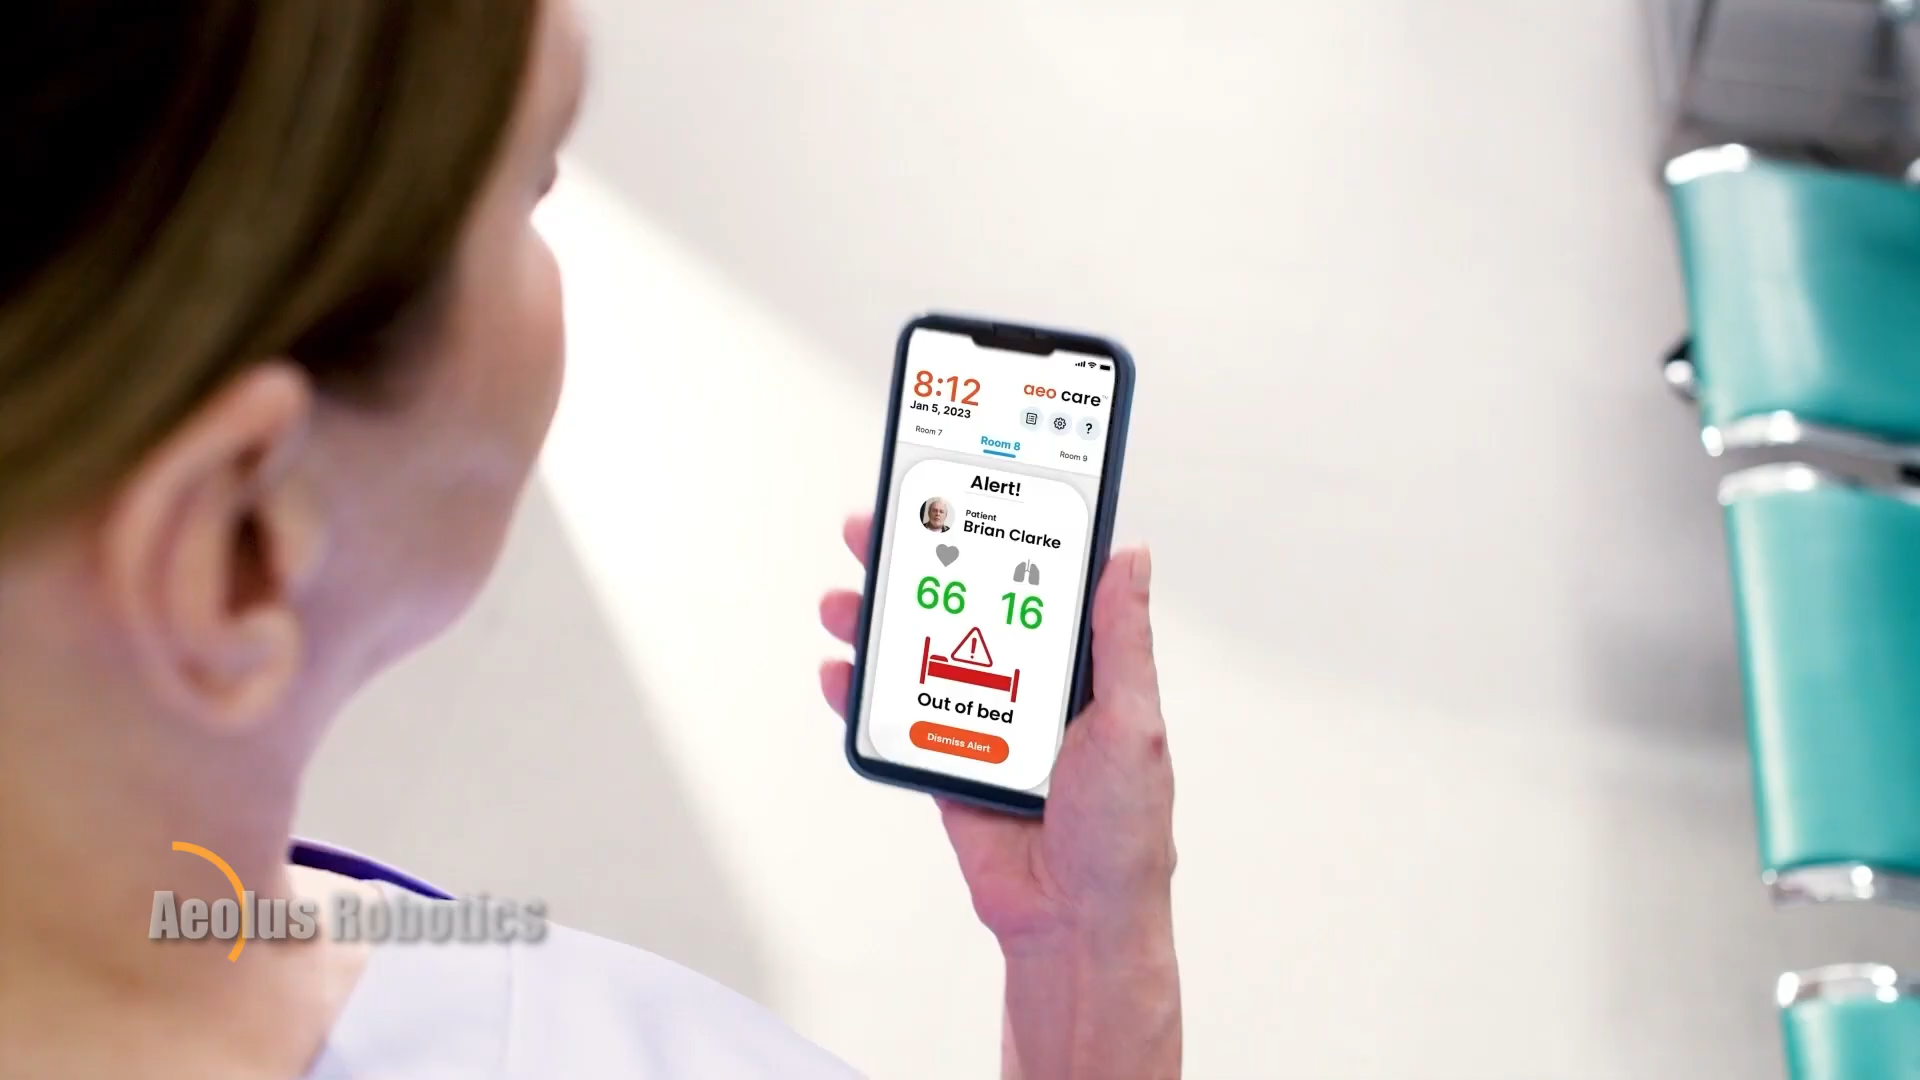 8:12
Jan 5, 2023
aeo care™
?
Room 7
Room 8
Room 9
Alert!
Patient
Brian Clarke
66
16
!
Out of bed
Dismiss Alert
Aeolus Robotics